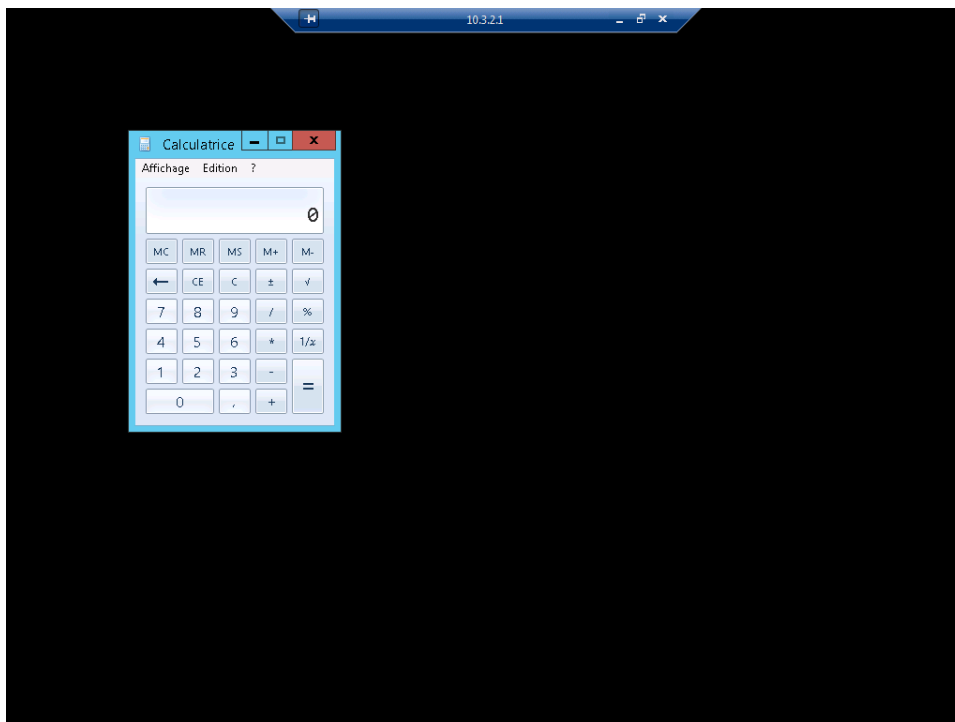 10.3.2.1
Calculatrice
Affichage Edition ?
0
MC MR MS M+ M-
← CE C ± √
7 8 9 / %
4 5 6 * 1/x
1 2 3 - =
0 , +